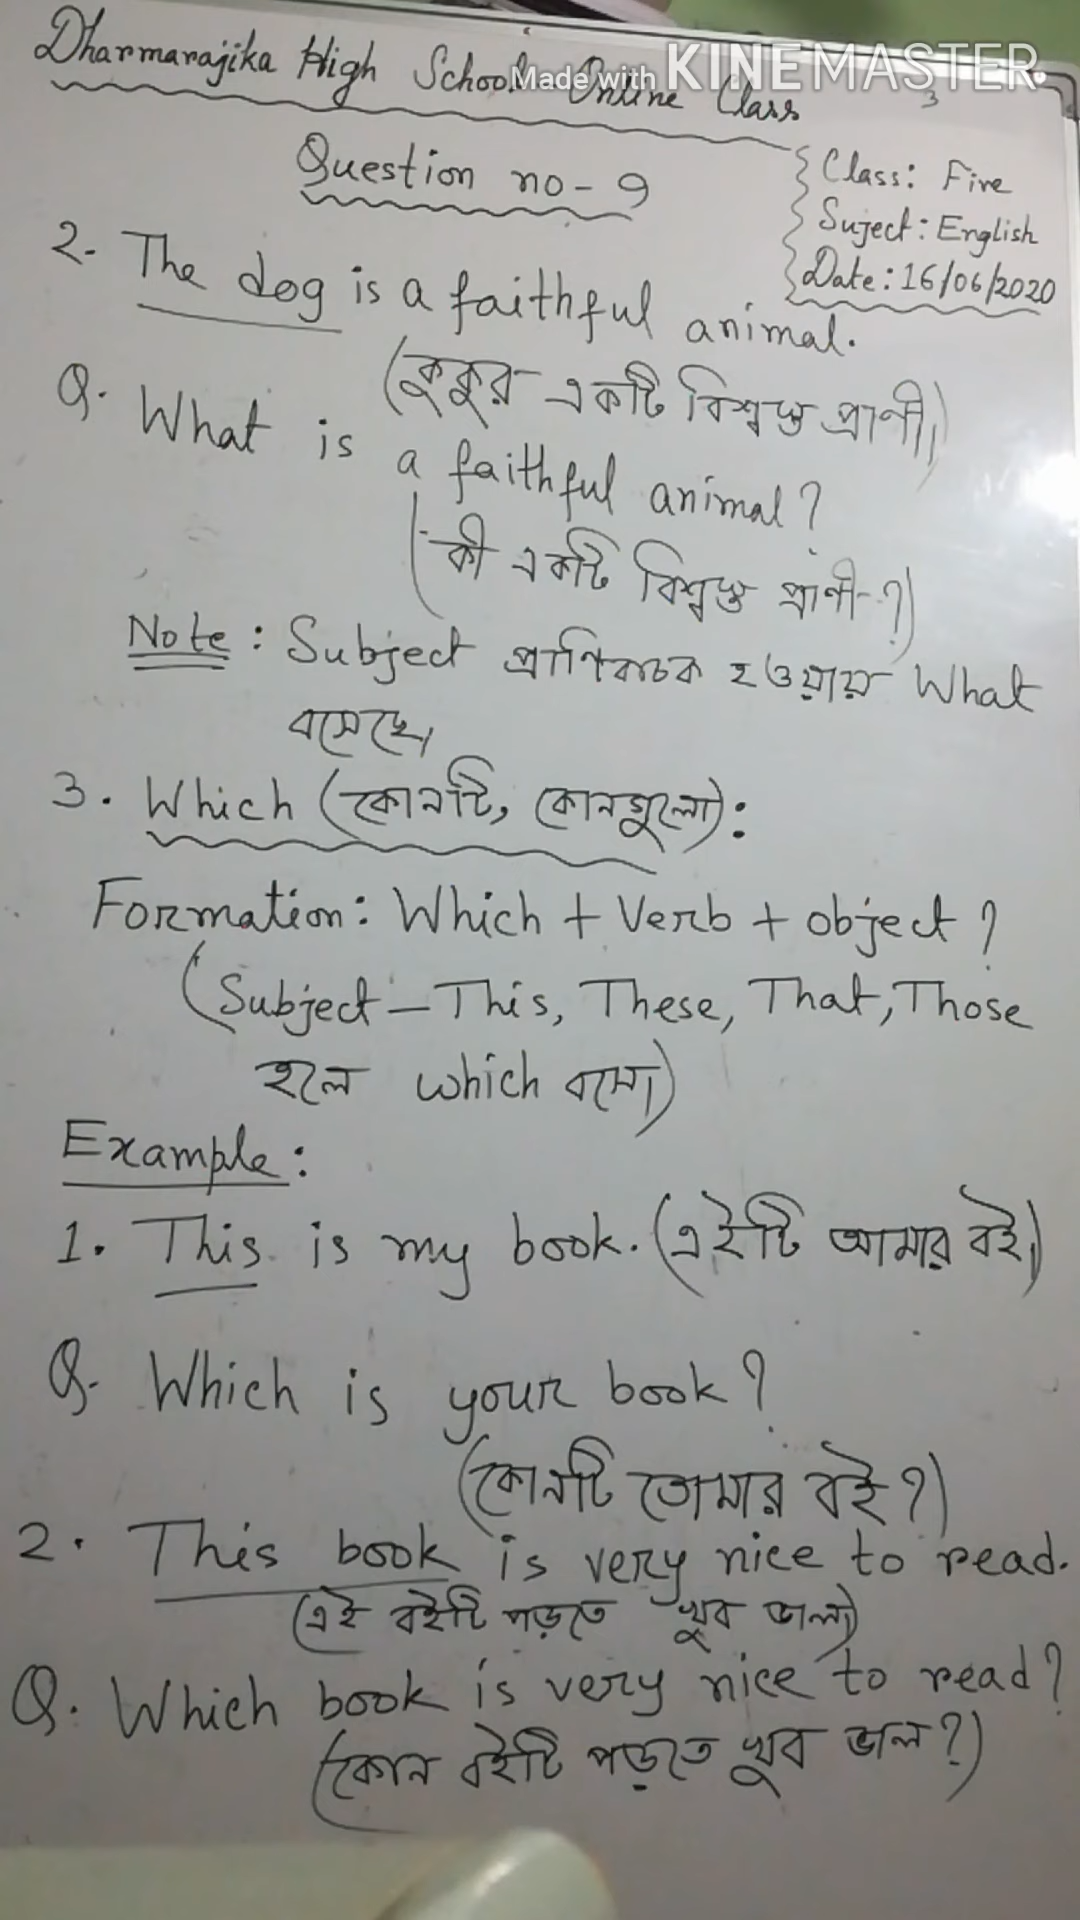 Dharmarajika High School Online Class
Made with KINEMASTER
3
Question no - 9
Class: Five
Suject: English
Date: 16/06/2020
2. The dog is a faithful animal.
(কুকুর একটি বিশ্বস্ত প্রাণী।)
Q. What is a faithful animal?
(কী একটি বিশ্বস্ত প্রাণী?)
Note: Subject প্রাণিবাচক হওয়ায় What
বসেছে।
3. Which (কোনটি, কোনগুলো):
Formation: Which + Verb + object?
(Subject - This, These, That, Those
হলে which বসে।)
Example:
1. This is my book. (এইটি আমার বই।)
Q. Which is your book?
(কোনটি তোমার বই?)
2. This book is very nice to read.
(এই বইটি পড়তে খুব ভাল।)
Q. Which book is very nice to read?
(কোন বইটি পড়তে খুব ভাল?)